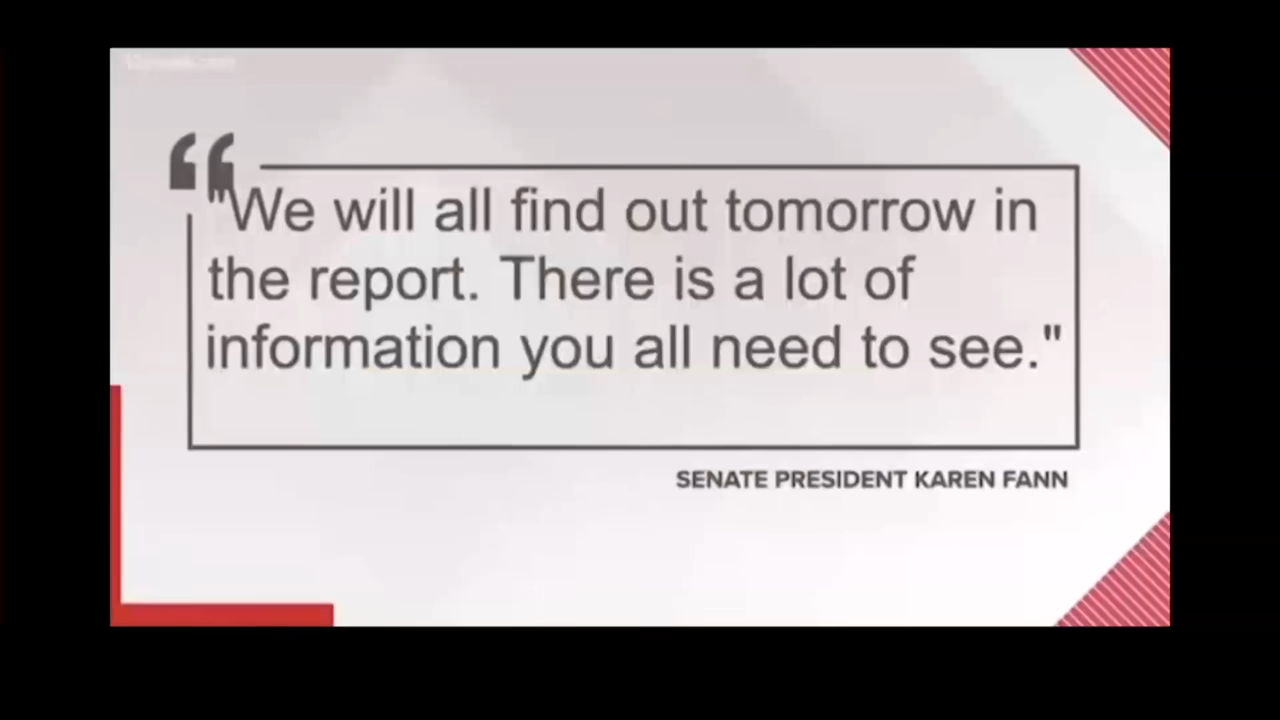 "We will all find out tomorrow in
the report. There is a lot of
information you all need to see."
SENATE PRESIDENT KAREN FANN